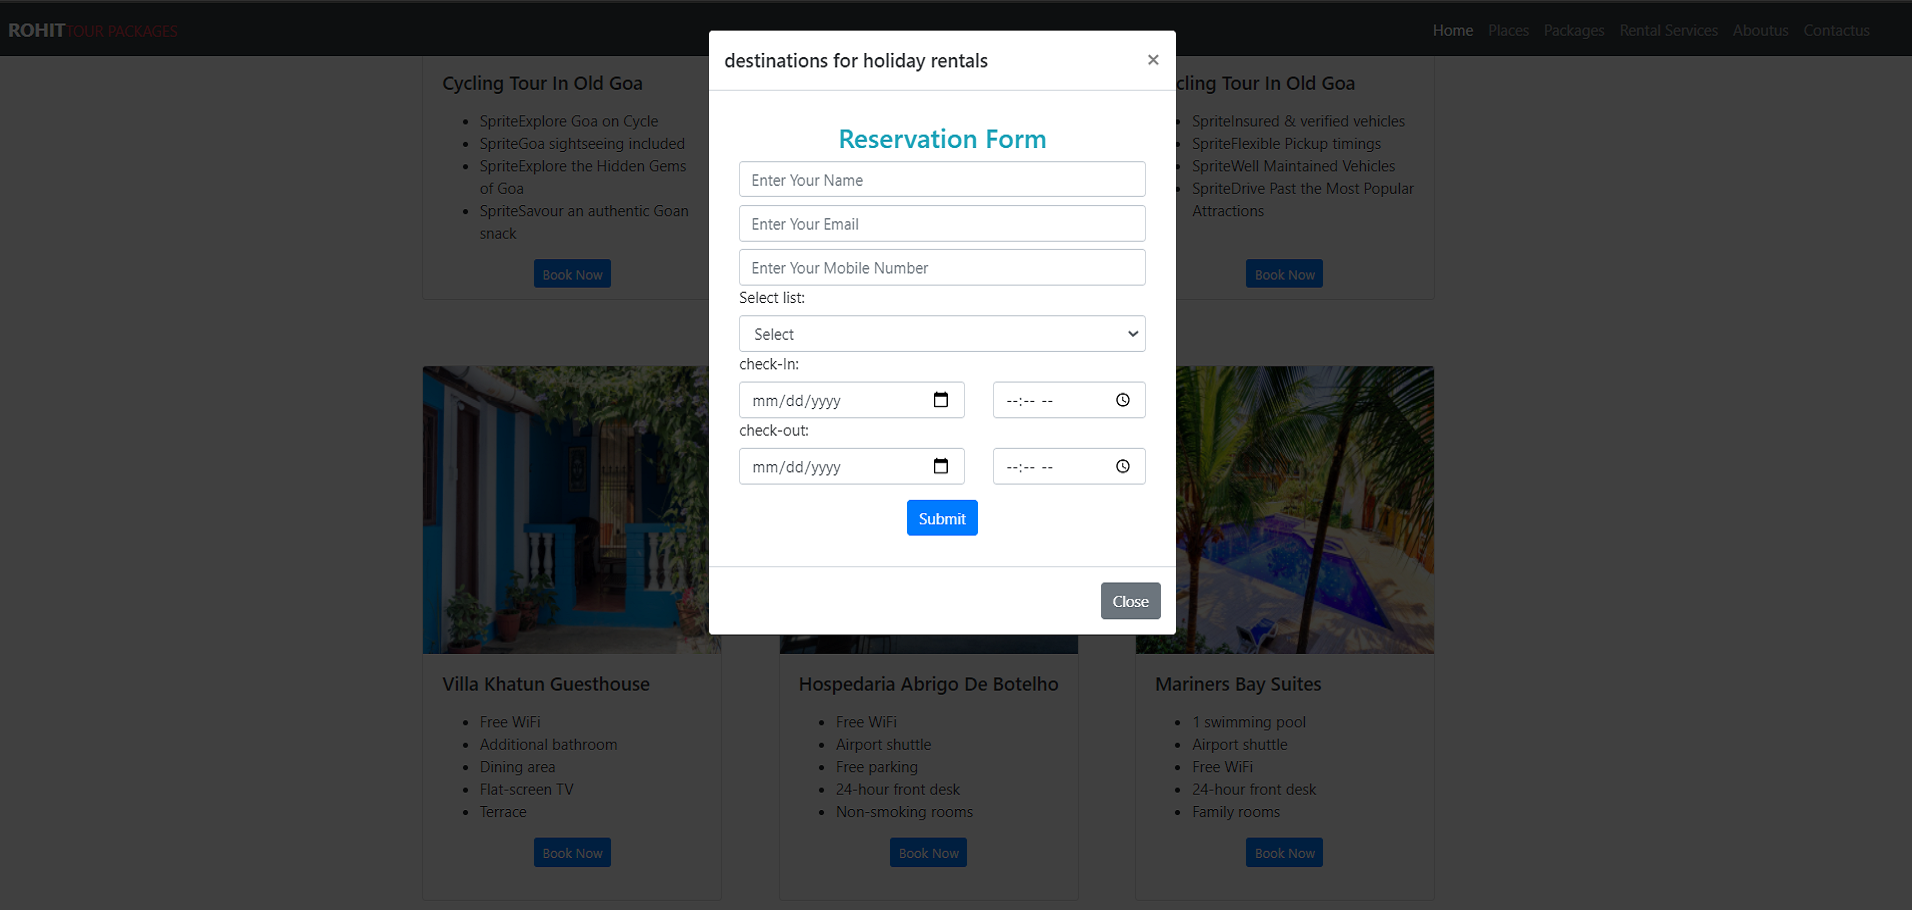 ROHITTOUR PACKAGES
Home Places Packages Rental Services Aboutus Contactus
destinations for holiday rentals ×
Reservation Form
Enter Your Name
Enter Your Email
Enter Your Mobile Number
Select list:
Select
check-In:
mm/dd/yyyy --:-- --
check-out:
mm/dd/yyyy --:-- --
Submit
Close
Cycling Tour In Old Goa
SpriteExplore Goa on Cycle
SpriteGoa sightseeing included
SpriteExplore the Hidden Gems
of Goa
SpriteSavour an authentic Goan
snack
Book Now
cling Tour In Old Goa
SpriteInsured & verified vehicles
SpriteFlexible Pickup timings
SpriteWell Maintained Vehicles
SpriteDrive Past the Most Popular
Attractions
Book Now
Villa Khatun Guesthouse
Free WiFi
Additional bathroom
Dining area
Flat-screen TV
Terrace
Book Now
Hospedaria Abrigo De Botelho
Free WiFi
Airport shuttle
Free parking
24-hour front desk
Non-smoking rooms
Book Now
Mariners Bay Suites
1 swimming pool
Airport shuttle
Free WiFi
24-hour front desk
Family rooms
Book Now